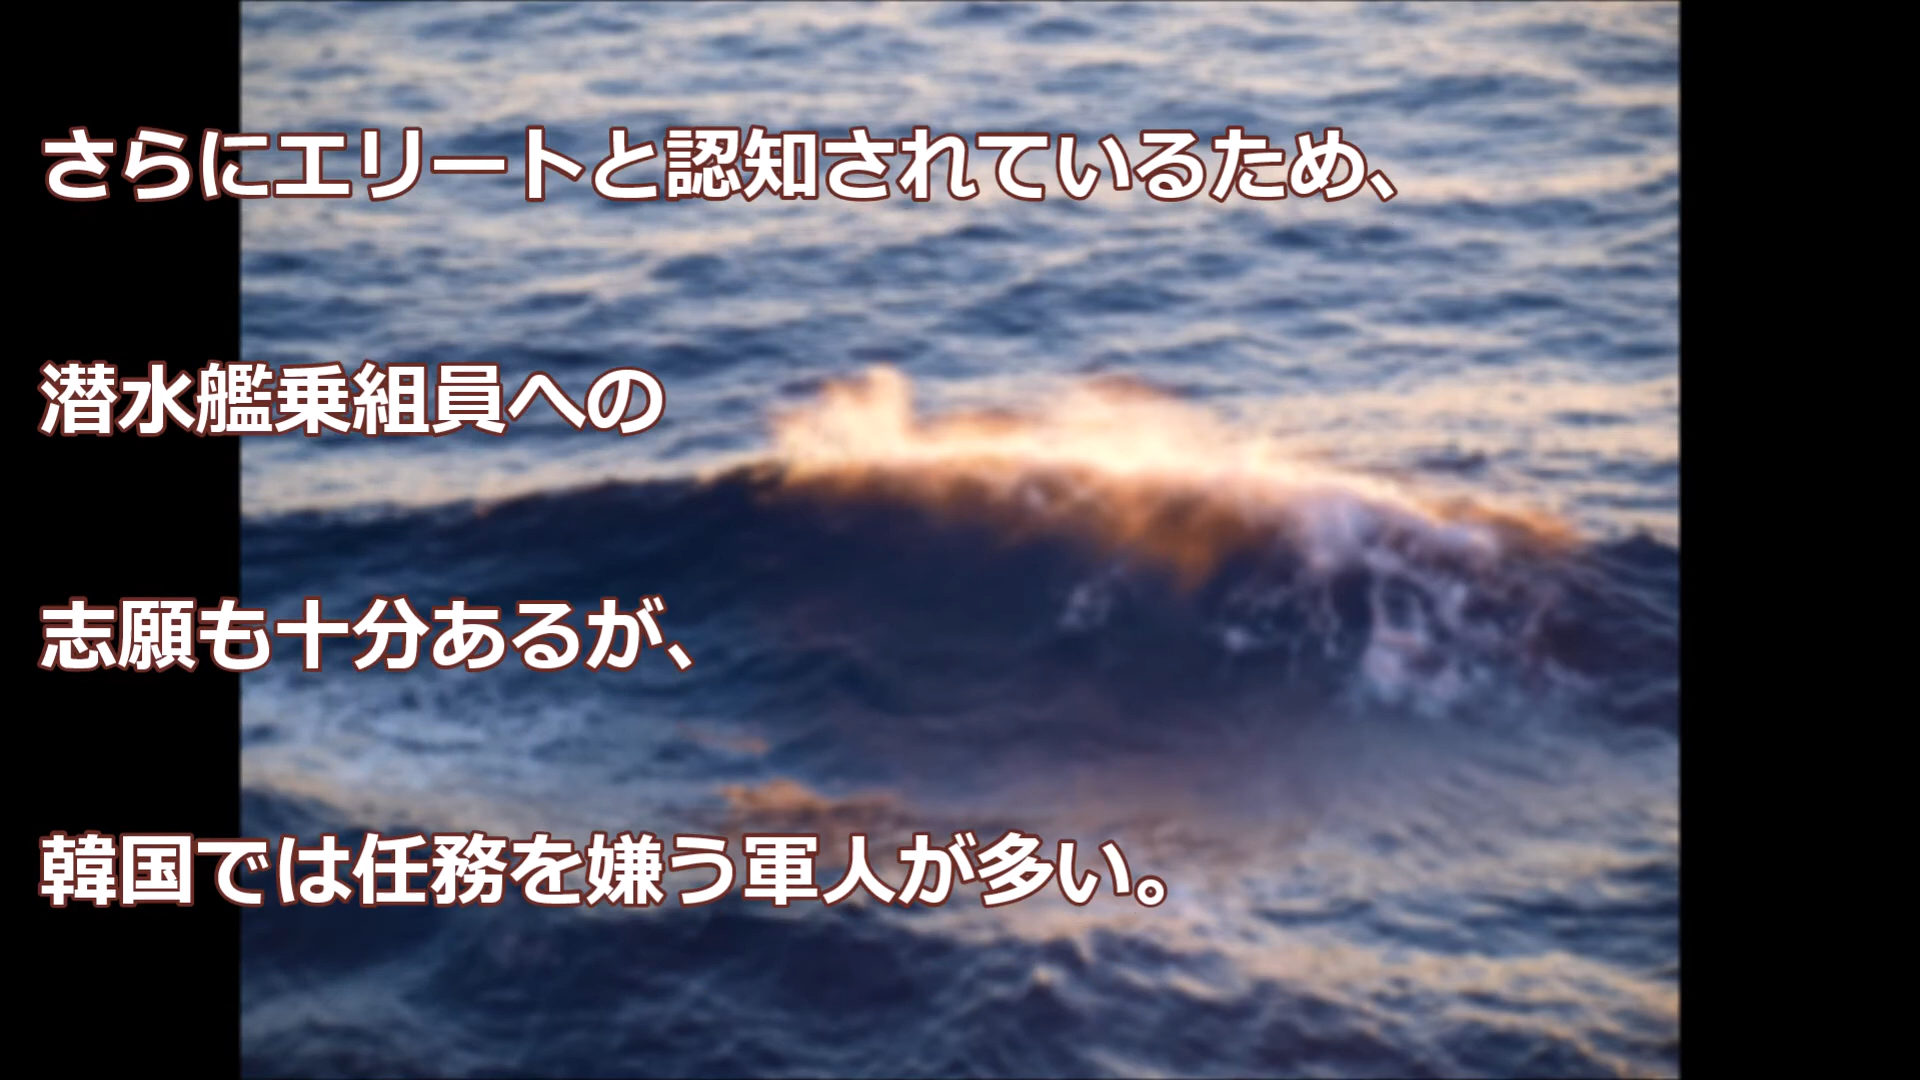 さらにエリートと認知されているため、
潜水艦乗組員への
志願も十分あるが、
韓国では任務を嫌う軍人が多い。